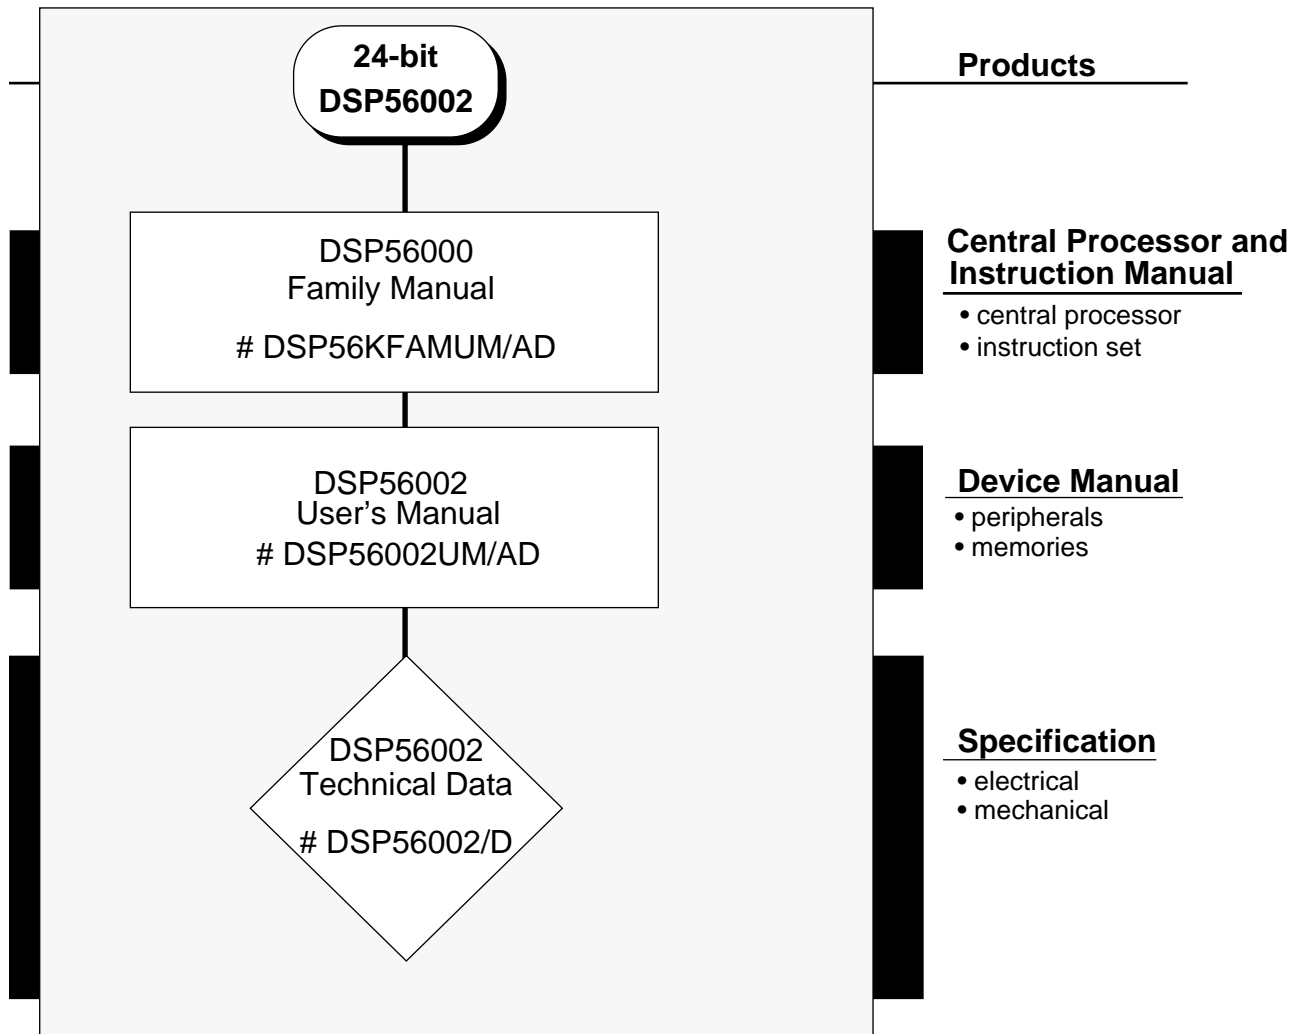 24-bit
DSP56002
Products
DSP56000
Family Manual
# DSP56KFAMUM/AD
Central Processor and
Instruction Manual
• central processor
• instruction set
DSP56002
User’s Manual
# DSP56002UM/AD
Device Manual
• peripherals
• memories
DSP56002
Technical Data
# DSP56002/D
Specification
• electrical
• mechanical